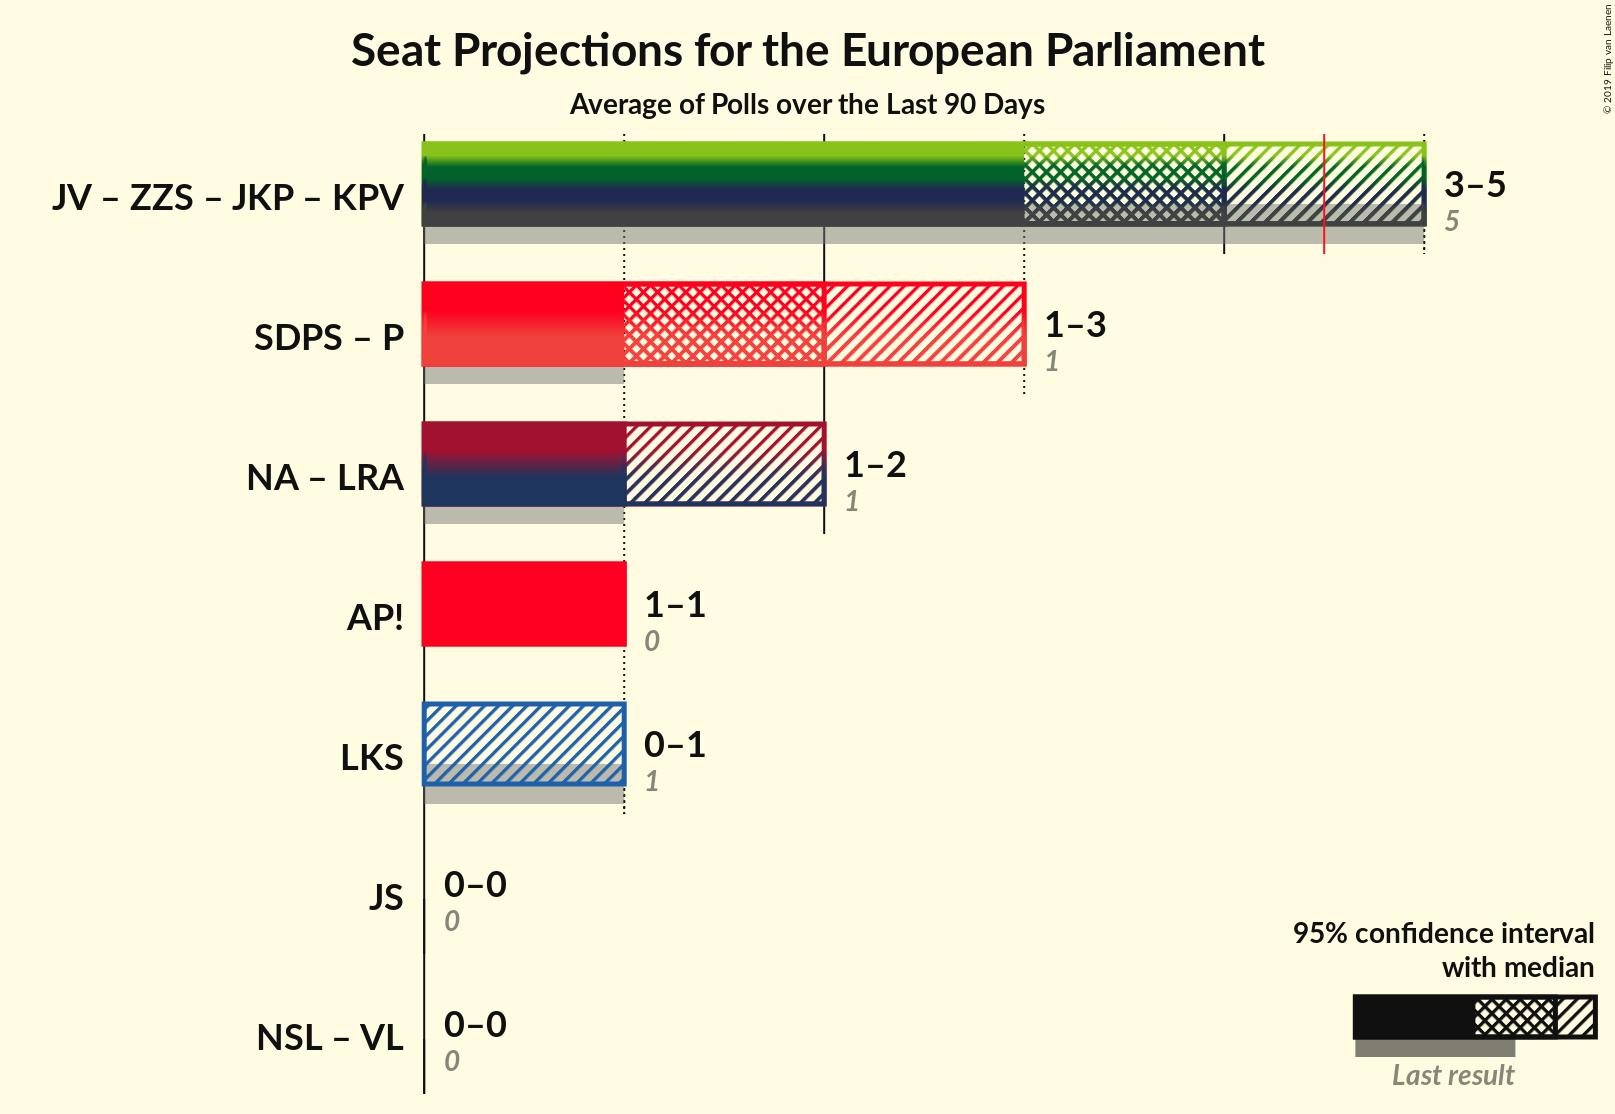 Seat Projections for the European Parliament
Average of Polls over the Last 90 Days
© 2019 Filip van Laenen
JV – ZZS – JKP – KPV
3–5
5
SDPS – P
1–3
1
NA – LRA
1–2
1
AP!
1–1
0
LKS
0–1
1
JS
0–0
0
NSL – VL
0–0
0
95% confidence interval
with median
Last result